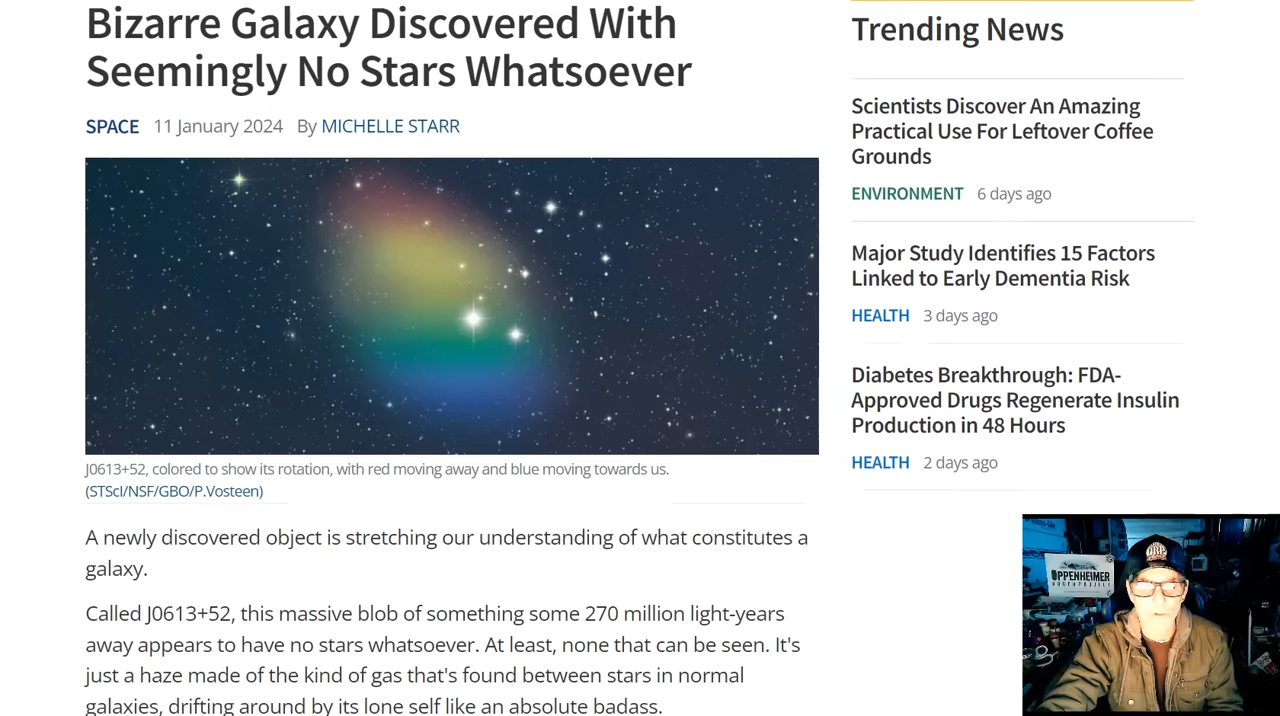 Bizarre Galaxy Discovered With
Seemingly No Stars Whatsoever
SPACE 11 January 2024 By MICHELLE STARR
J0613+52, colored to show its rotation, with red moving away and blue moving towards us.
(STScI/NSF/GBO/P.Vosteen)
A newly discovered object is stretching our understanding of what constitutes a
galaxy.
Called J0613+52, this massive blob of something some 270 million light-years
away appears to have no stars whatsoever. At least, none that can be seen. It's
just a haze made of the kind of gas that's found between stars in normal
galaxies, drifting around by its lone self like an absolute badass.
Trending News
Scientists Discover An Amazing
Practical Use For Leftover Coffee
Grounds
ENVIRONMENT 6 days ago
Major Study Identifies 15 Factors
Linked to Early Dementia Risk
HEALTH 3 days ago
Diabetes Breakthrough: FDA-
Approved Drugs Regenerate Insulin
Production in 48 Hours
HEALTH 2 days ago
OPPENHEIMER